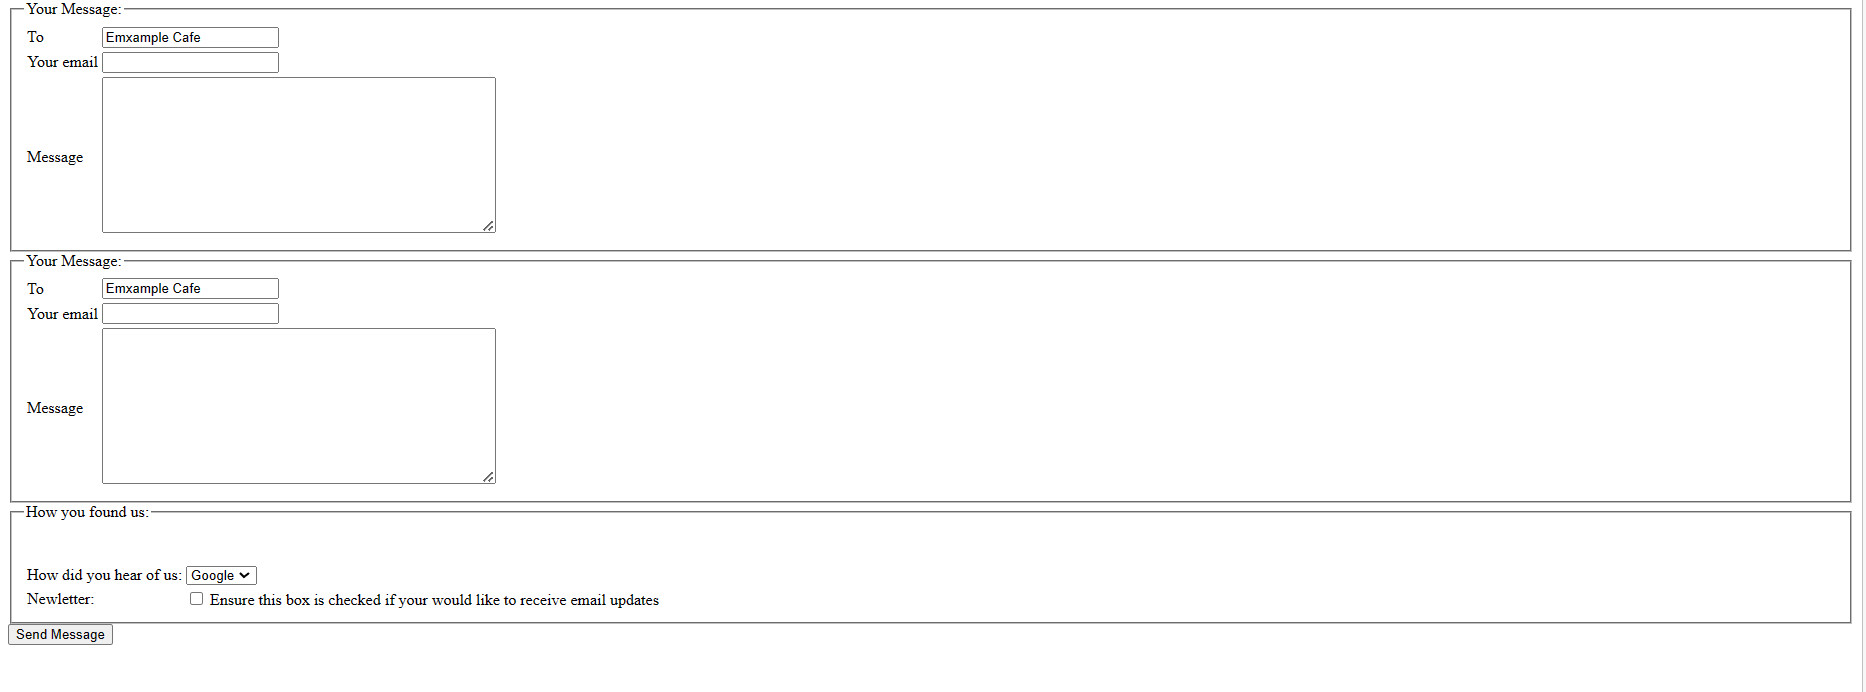 Your Message:
To Emxample Cafe
Your email
Message
Your Message:
To Emxample Cafe
Your email
Message
How you found us:
How did you hear of us: Google
Newletter: Ensure this box is checked if your would like to receive email updates
Send Message